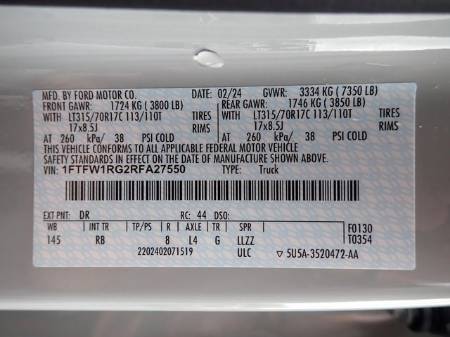 MFD. BY FORD MOTOR CO. DATE: 02/24 GVWR: 3334 KG ( 7350 LB)
FRONT GAWR: 1724 KG ( 3800 LB) REAR GAWR: 1746 KG ( 3850 LB)
WITH LT315/70R17C 113/110T TIRES WITH LT315/70R17C 113/110T TIRES
17x8.5J RIMS 17x8.5J RIMS
AT 260 kPa/ 38 PSI COLD AT 260 kPa/ 38 PSI COLD
THIS VEHICLE CONFORMS TO ALL APPLICABLE FEDERAL MOTOR VEHICLE
SAFETY STANDARDS IN EFFECT ON THE DATE OF MANUFACTURE SHOWN ABOVE.
VIN: 1FTFW1RG2RFA27550 TYPE: Truck
EXT PNT: DR RC: 44 DSO: F0130
WB INT TR TP/PS R AXLE TR SPR T0354
145 RB 8 L4 G LLZZ
2202402071519 ULC 5U5A-3520472-AA